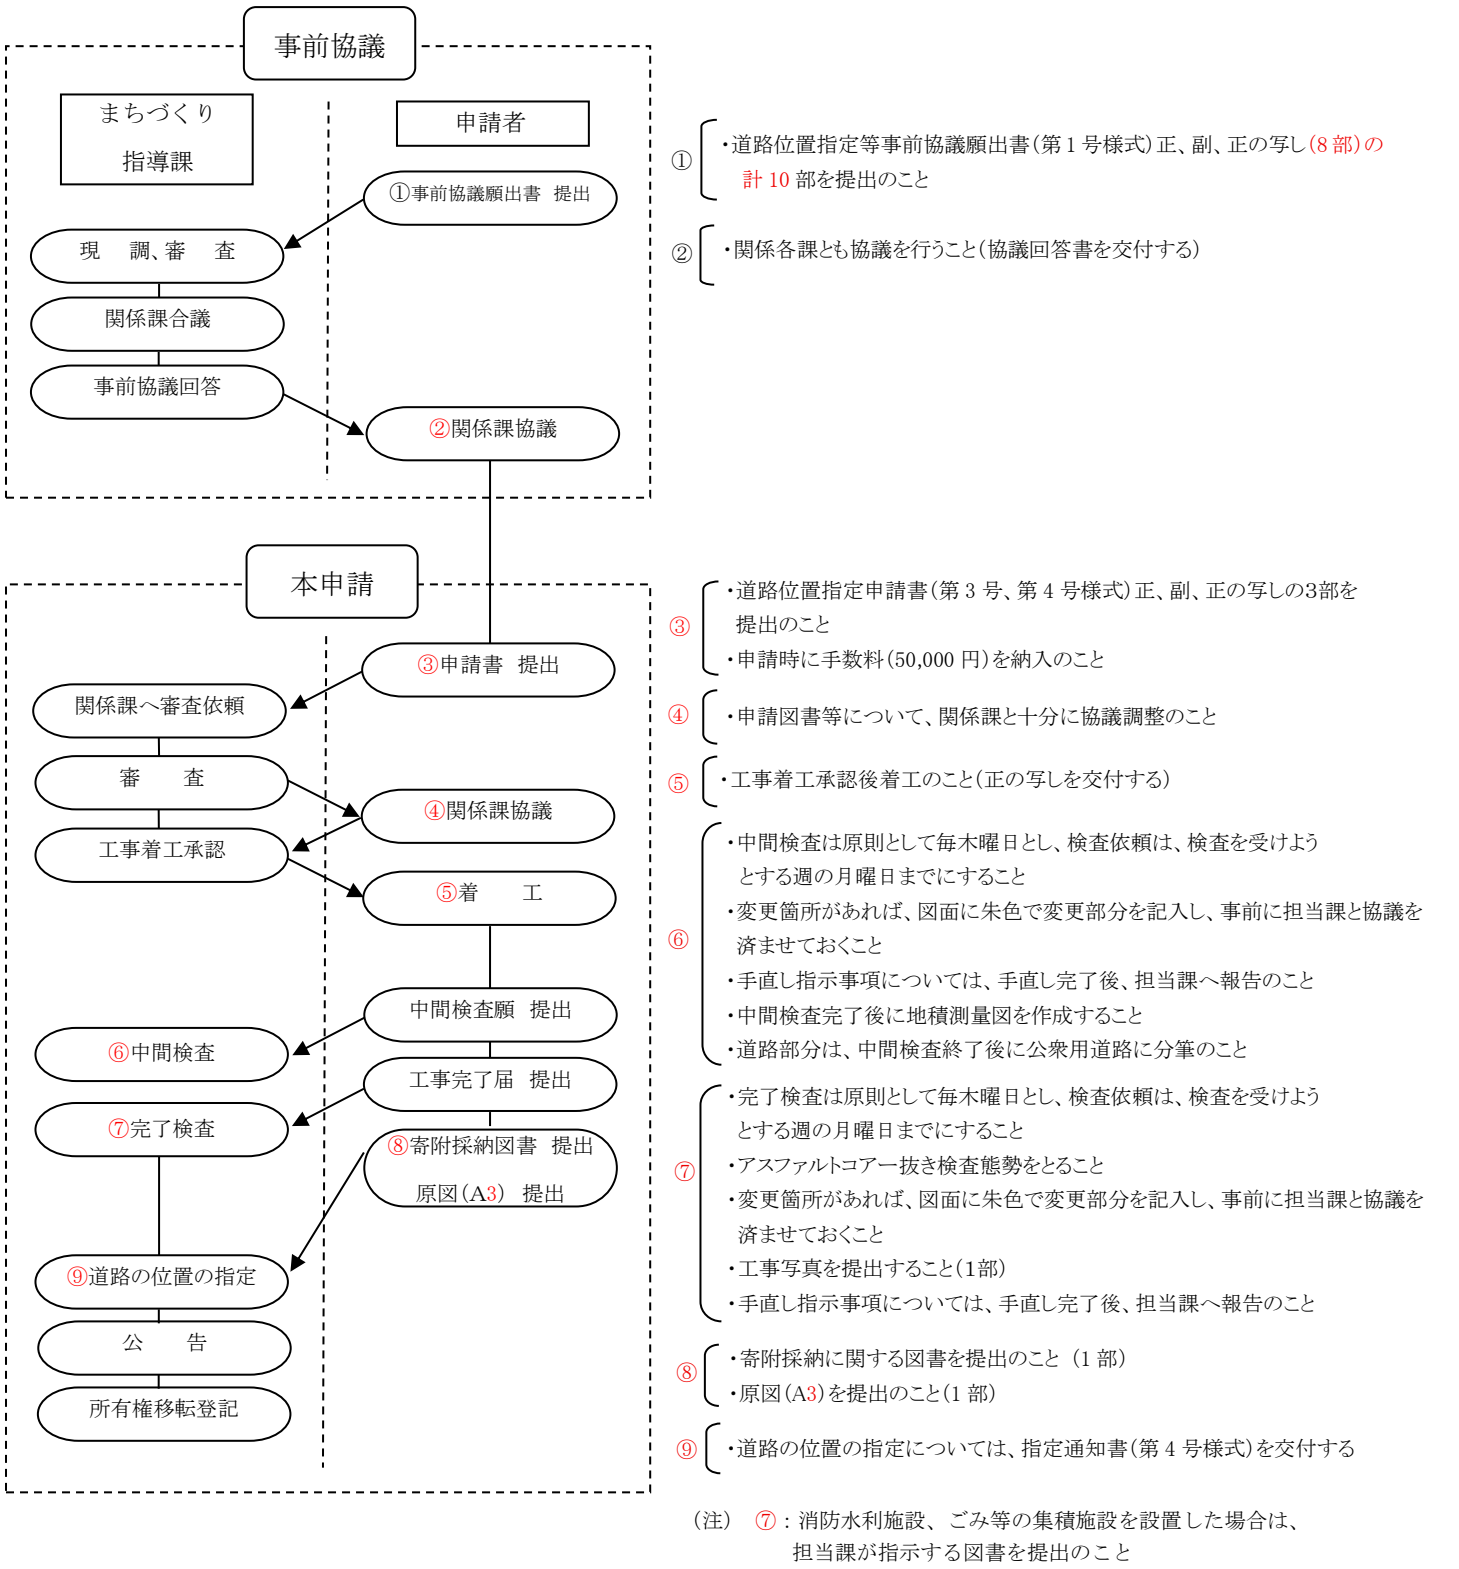 事前協議
まちづくり
指導課
申請者
①事前協議願出書 提出
現 調、審 査
関係課合議
事前協議回答
②関係課協議
①
・道路位置指定等事前協議願出書（第１号様式）正、副、正の写し（8 部）の
計 10 部を提出のこと
②
・関係各課とも協議を行うこと（協議回答書を交付する）
本申請
③申請書 提出
関係課へ審査依頼
審 査
④関係課協議
工事着工承認
⑤着 工
中間検査願 提出
⑥中間検査
工事完了届 提出
⑦完了検査
⑧寄附採納図書 提出
原図（A3） 提出
⑨道路の位置の指定
公 告
所有権移転登記
③
・道路位置指定申請書（第 3 号、第 4 号様式）正、副、正の写しの３部を
提出のこと
・申請時に手数料（50,000 円）を納入のこと
④
・申請図書等について、関係課と十分に協議調整のこと
⑤
・工事着工承認後着工のこと（正の写しを交付する）
⑥
・中間検査は原則として毎木曜日とし、検査依頼は、検査を受けよう
とする週の月曜日までにすること
・変更箇所があれば、図面に朱色で変更部分を記入し、事前に担当課と協議を
済ませておくこと
・手直し指示事項については、手直し完了後、担当課へ報告のこと
・中間検査完了後に地積測量図を作成すること
・道路部分は、中間検査終了後に公衆用道路に分筆のこと
⑦
・完了検査は原則として毎木曜日とし、検査依頼は、検査を受けよう
とする週の月曜日までにすること
・アスファルトコアー抜き検査態勢をとること
・変更箇所があれば、図面に朱色で変更部分を記入し、事前に担当課と協議を
済ませておくこと
・工事写真を提出すること（１部）
・手直し指示事項については、手直し完了後、担当課へ報告のこと
⑧
・寄附採納に関する図書を提出のこと （1 部）
・原図（A3）を提出のこと（1 部）
⑨
・道路の位置の指定については、指定通知書（第 4 号様式）を交付する
（注） ⑦：消防水利施設、ごみ等の集積施設を設置した場合は、
担当課が指示する図書を提出のこと